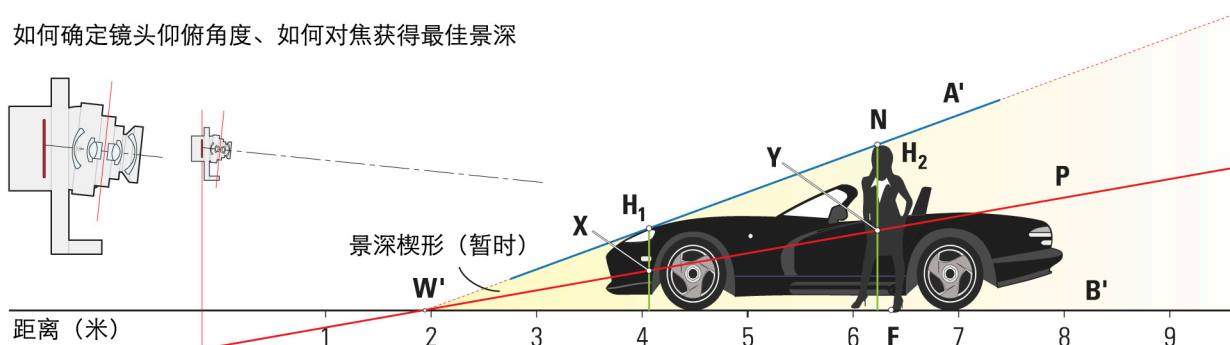 如何确定镜头仰俯角度、如何对焦获得最佳景深
A'
N
H2
Y
P
H1
X
景深楔形（暂时）
W'
B'
距离（米）
1 2 3 4 5 6 F 7 8 9